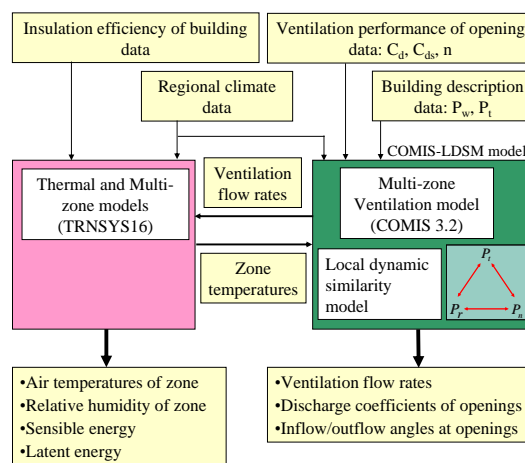 Insulation efficiency of building
data
Ventilation performance of opening
data: Cd, Cds, n
Regional climate
data
Building description
data: Pw, Pt
COMIS-LDSM model
Thermal and Multi-
zone models
(TRNSYS16)
Ventilation
flow rates
Multi-zone
Ventilation model
(COMIS 3.2)
Zone
temperatures
Local dynamic
similarity
model
Pt
Pr
Pn
•Air temperatures of zone
•Relative humidity of zone
•Sensible energy
•Latent energy
•Ventilation flow rates
•Discharge coefficients of openings
•Inflow/outflow angles at openings